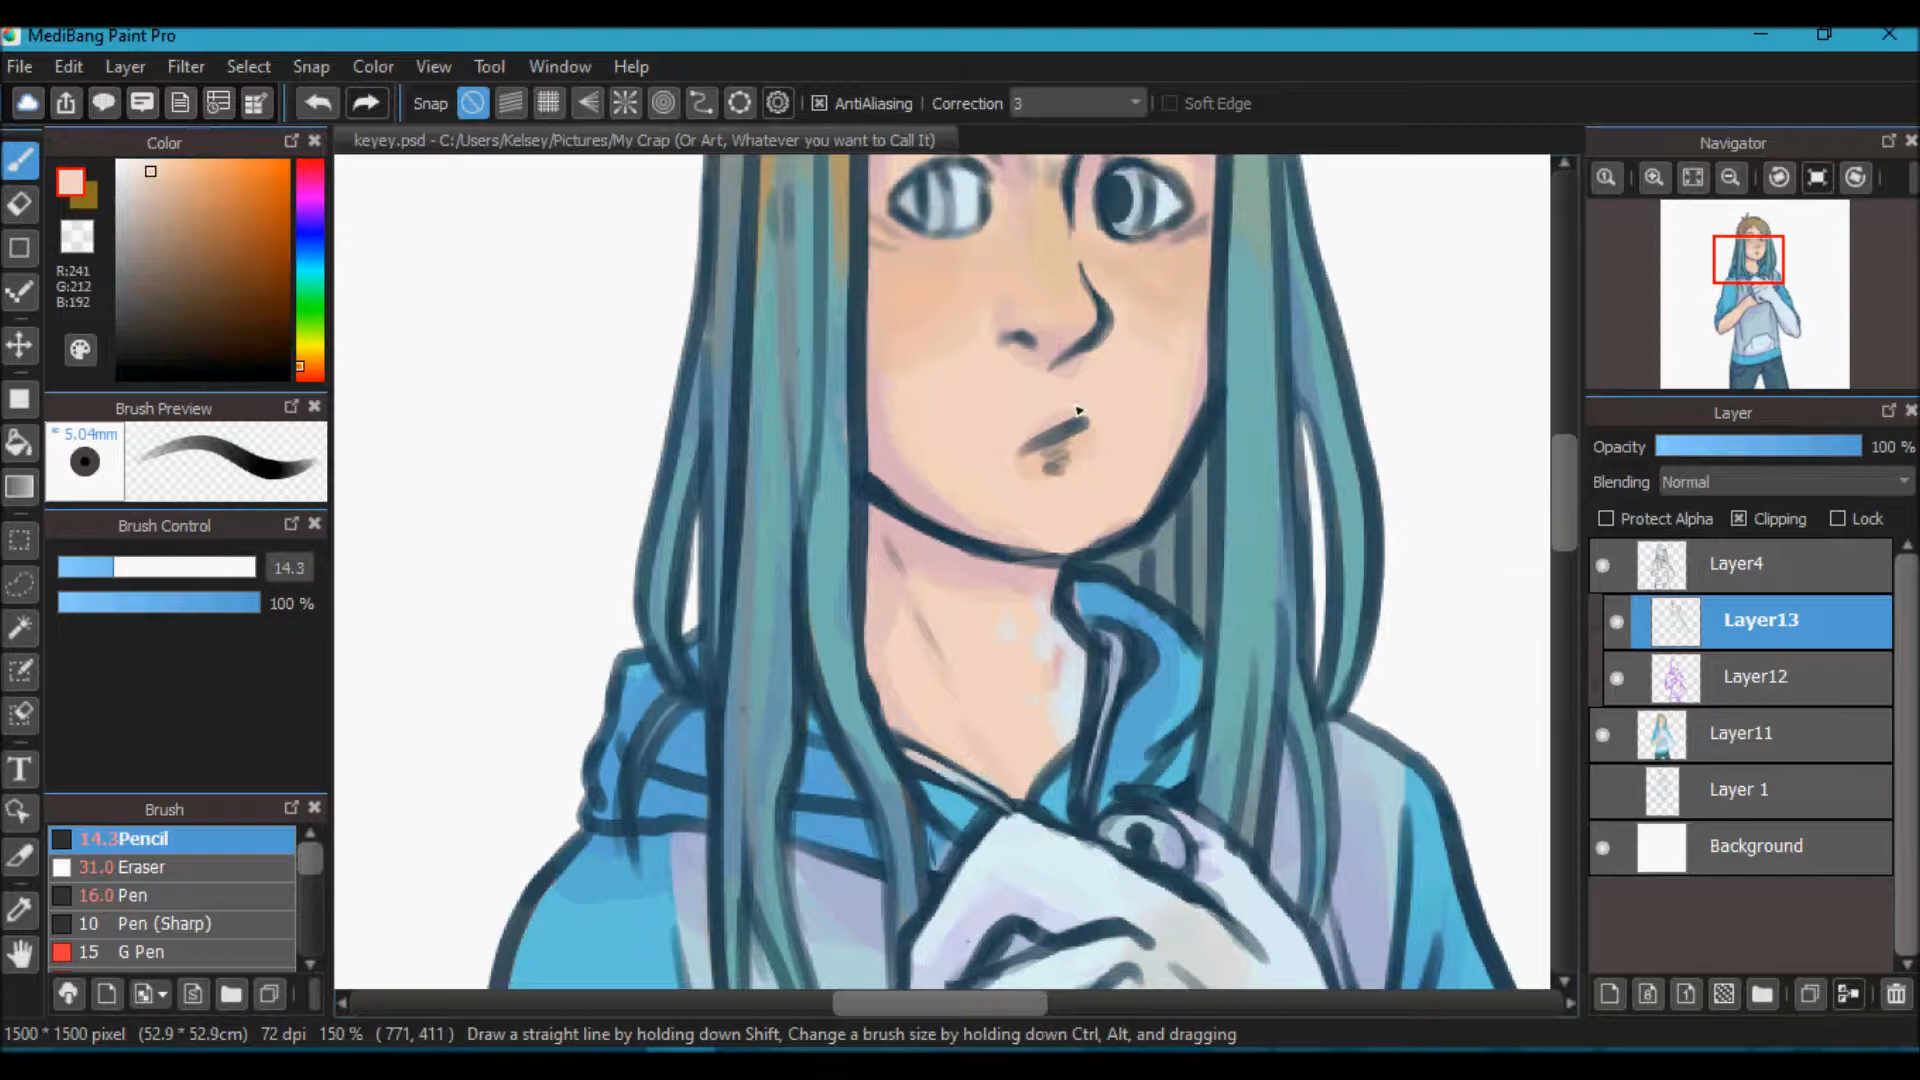 MediBang Paint Pro
File Edit Layer Filter Select Snap Color View Tool Window Help
Snap AntiAliasing Correction 3 Soft Edge
Color
keyey.psd - C:/Users/Kelsey/Pictures/My Crap (Or Art, Whatever you want to Call It)
Navigator
R:241
G:212
B:192
Brush Preview
* 5.04mm
Layer
Opacity 100 %
Blending Normal
Protect Alpha Clipping Lock
Brush Control
14.3
100 %
Layer4
Layer13
Layer12
Layer11
Layer 1
Background
Brush
14.3 Pencil
31.0 Eraser
16.0 Pen
10 Pen (Sharp)
15 G Pen
1500 * 1500 pixel (52.9 * 52.9cm) 72 dpi 150 % ( 771, 411 ) Draw a straight line by holding down Shift, Change a brush size by holding down Ctrl, Alt, and dragging